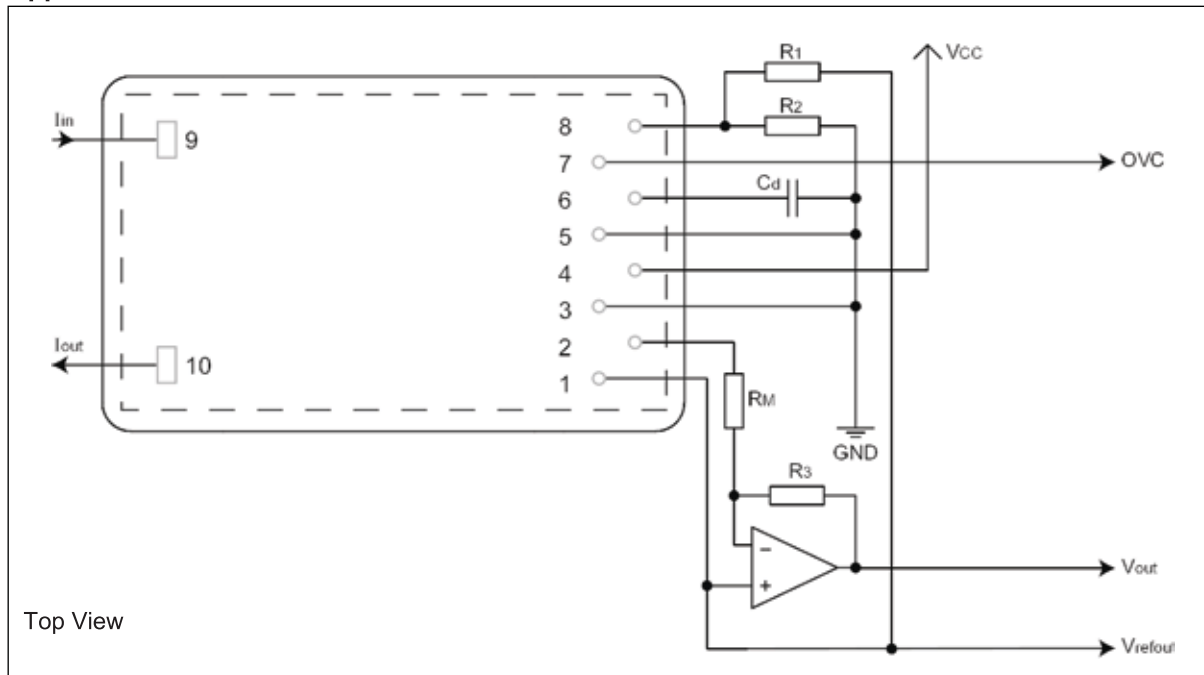 R1
VCC
Iin
9
8
R2
7
OVC
6
Cd
5
4
3
Iout
10
2
1
RM
GND
R3
−
+
Vout
Top View
Vrefout